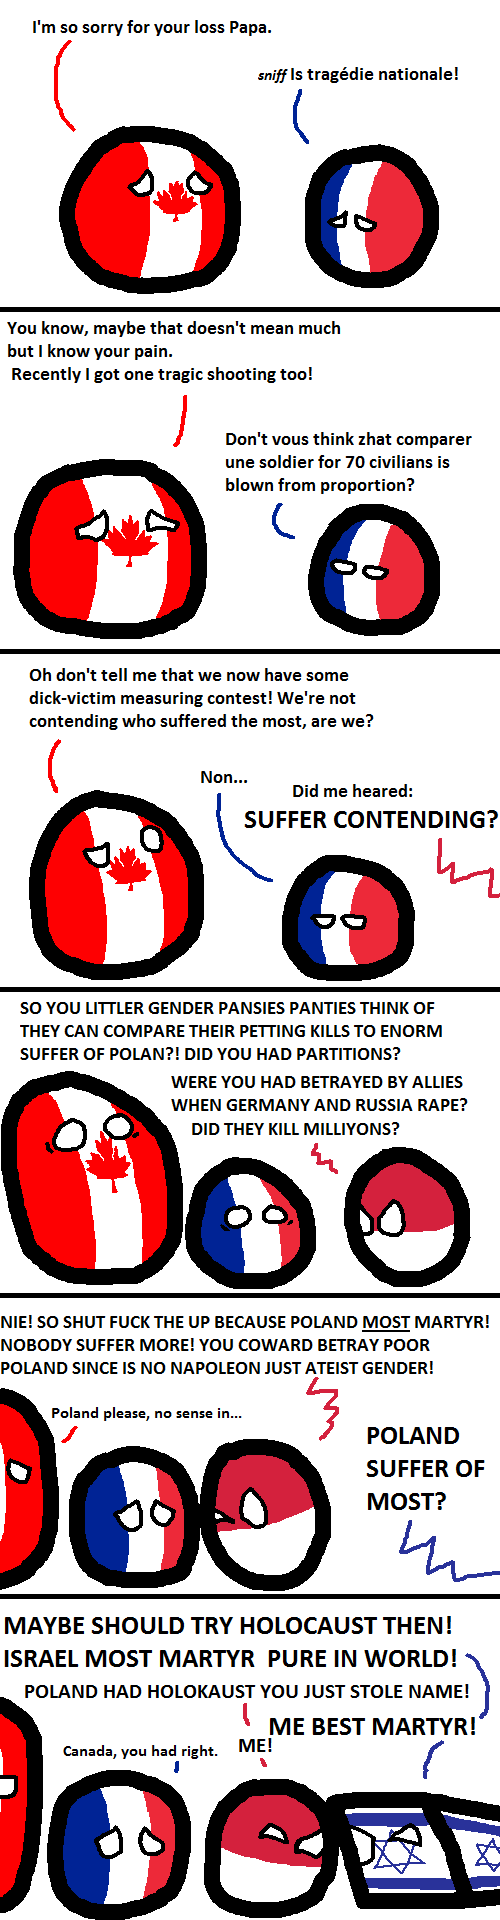 I'm so sorry for your loss Papa.
sniff Is tragédie nationale!
You know, maybe that doesn't mean much
but I know your pain.
Recently I got one tragic shooting too!
Don't vous think zhat comparer
une soldier for 70 civilians is
blown from proportion?
Oh don't tell me that we now have some
dick-victim measuring contest! We're not
contending who suffered the most, are we?
Non...
Did me heared:
SUFFER CONTENDING?
SO YOU LITTLER GENDER PANSIES PANTIES THINK OF
THEY CAN COMPARE THEIR PETTING KILLS TO ENORM
SUFFER OF POLAN?! DID YOU HAD PARTITIONS?
WERE YOU HAD BETRAYED BY ALLIES
WHEN GERMANY AND RUSSIA RAPE?
DID THEY KILL MILLIYONS?
NIE! SO SHUT FUCK THE UP BECAUSE POLAND MOST MARTYR!
NOBODY SUFFER MORE! YOU COWARD BETRAY POOR
POLAND SINCE IS NO NAPOLEON JUST ATEIST GENDER!
Poland please, no sense in...
POLAND
SUFFER OF
MOST?
MAYBE SHOULD TRY HOLOCAUST THEN!
ISRAEL MOST MARTYR PURE IN WORLD!
POLAND HAD HOLOKAUST YOU JUST STOLE NAME!
ME BEST MARTYR!
ME!
Canada, you had right.